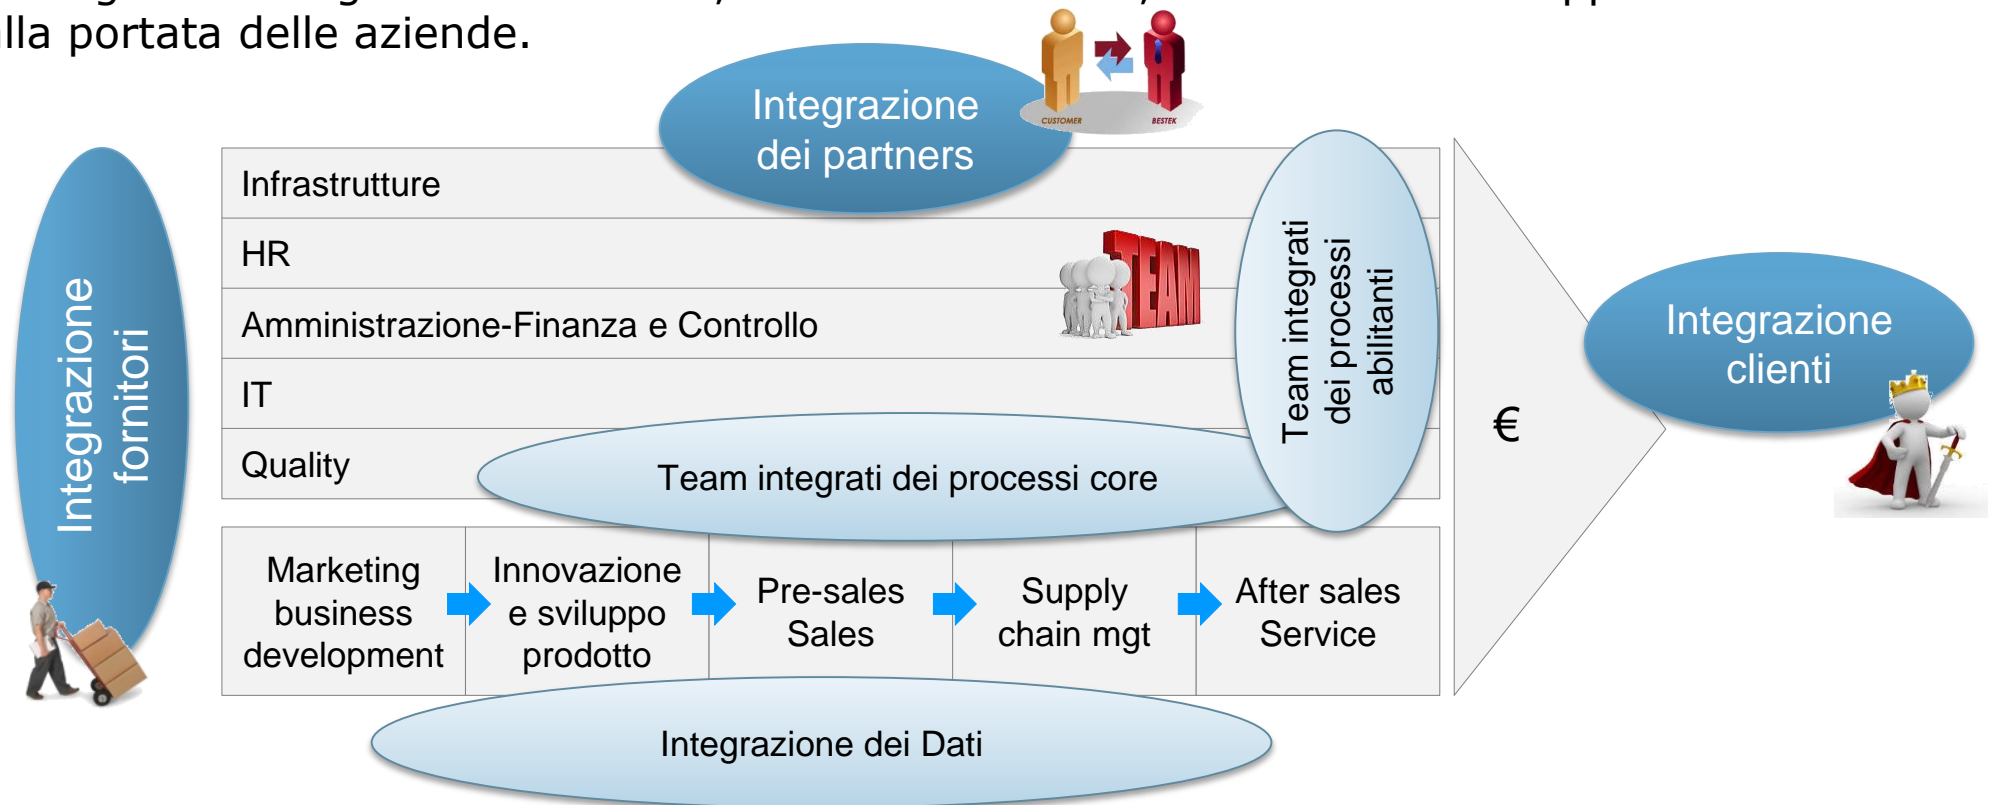 alla portata delle aziende.
Integrazione
dei partners
CUSTOMER
BESTEK
Integrazione
fornitori
Infrastrutture
HR
Amministrazione-Finanza e Controllo
IT
Quality
TEAM
Team integrati
dei processi
abilitanti
Team integrati dei processi core
€
Integrazione
clienti
Marketing
business
development
Innovazione
e sviluppo
prodotto
Pre-sales
Sales
Supply
chain mgt
After sales
Service
Integrazione dei Dati